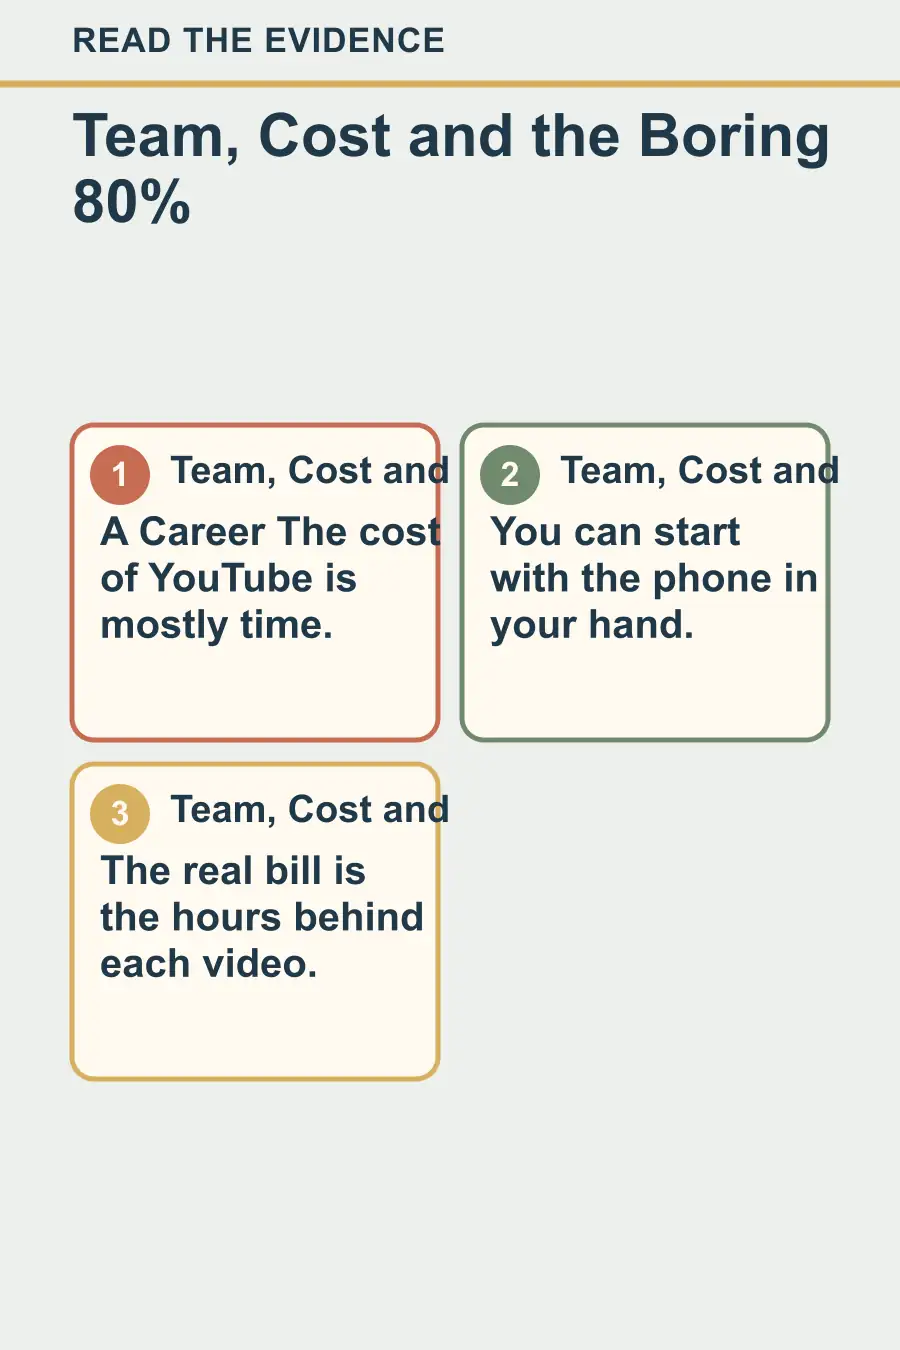 READ THE EVIDENCE
Team, Cost and the Boring
80%
1
Team, Cost and
A Career The cost
of YouTube is
mostly time.
2
Team, Cost and
You can start
with the phone in
your hand.
3
Team, Cost and
The real bill is
the hours behind
each video.